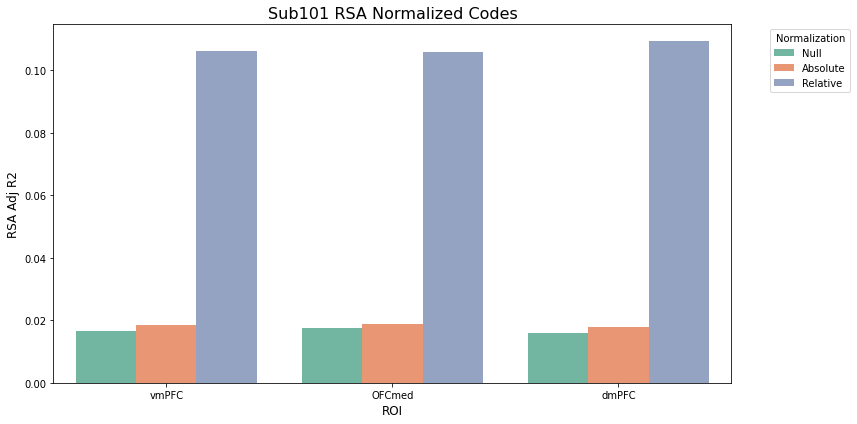 Sub101 RSA Normalized Codes
Normalization
Null
Absolute
Relative
RSA Adj R2
0.10
0.08
0.06
0.04
0.02
0.00
vmPFC
OFCmed
dmPFC
ROI